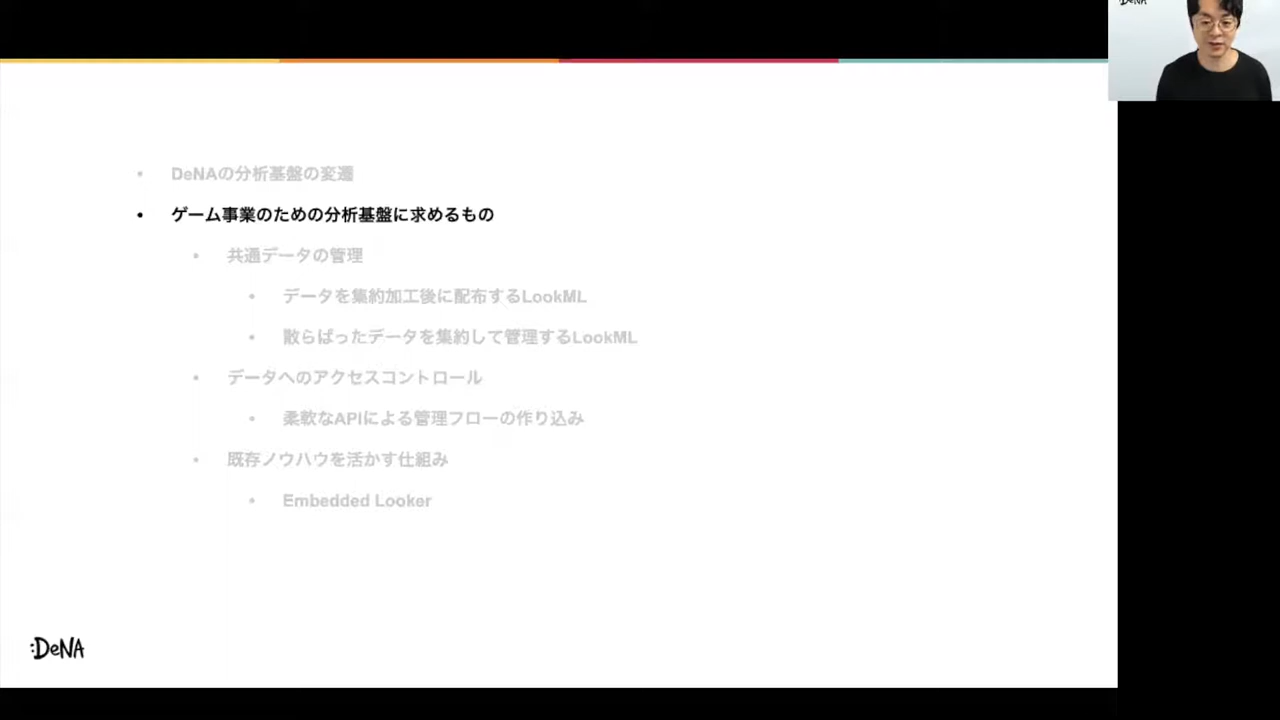 DeNA
• DeNAの分析基盤の変遷
• ゲーム事業のための分析基盤に求めるもの
• 共通データの管理
• データを集約加工後に配布するLookML
• 散らばったデータを集約して管理するLookML
• データへのアクセスコントロール
• 柔軟なAPIによる管理フローの作り込み
• 既存ノウハウを活かす仕組み
• Embedded Looker
:DeNA